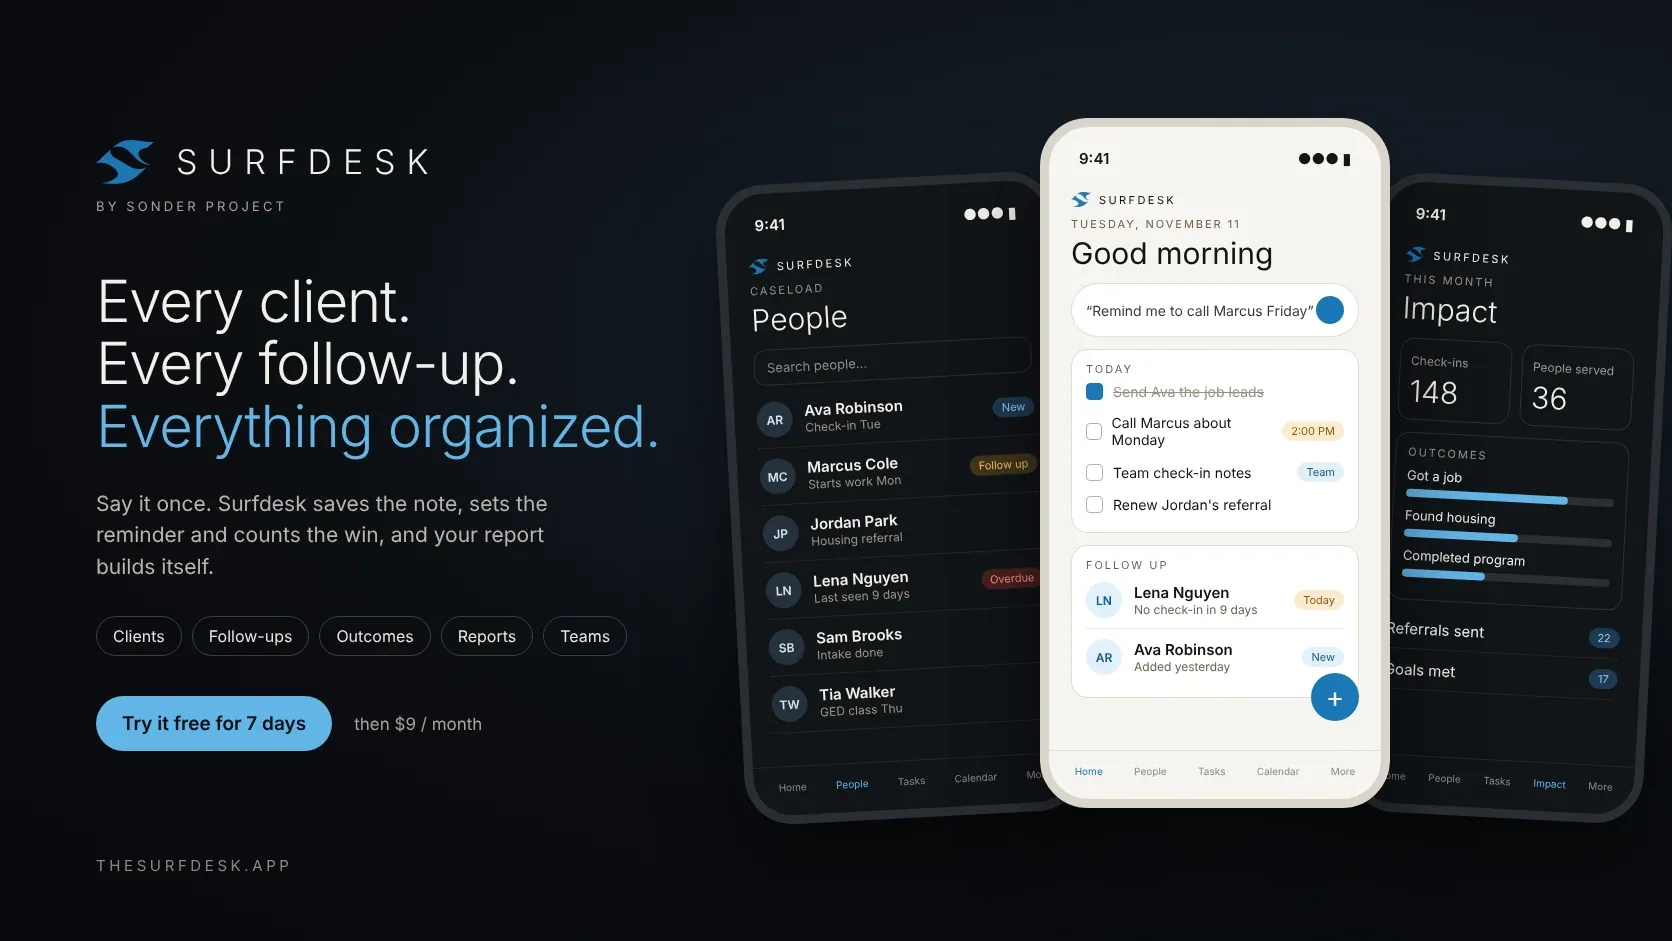 SURFDESK
BY SONDER PROJECT
Every client.
Every follow-up.
Everything organized.
Say it once. Surfdesk saves the note, sets the
reminder and counts the win, and your report
builds itself.
Clients
Follow-ups
Outcomes
Reports
Teams
Try it free for 7 days
then $9 / month
THESURFDESK.APP
9:41
SURFDESK
CASELOAD
People
Search people...
AR
Ava Robinson
New
Check-in Tue
MC
Marcus Cole
Follow up
Starts work Mon
JP
Jordan Park
Housing referral
LN
Lena Nguyen
Overdue
Last seen 9 days
SB
Sam Brooks
Intake done
TW
Tia Walker
GED class Thu
Home
People
Tasks
Calendar
Mo
9:41
SURFDESK
TUESDAY, NOVEMBER 11
Good morning
“Remind me to call Marcus Friday”
TODAY
Send Ava the job leads
Call Marcus about
Monday
2:00 PM
Team check-in notes
Team
Renew Jordan's referral
FOLLOW UP
LN
Lena Nguyen
No check-in in 9 days
Today
AR
Ava Robinson
Added yesterday
New
+
Home
People
Tasks
Calendar
More
9:41
SURFDESK
THIS MONTH
Impact
Check-ins
148
People served
36
OUTCOMES
Got a job
Found housing
Completed program
Referrals sent
22
Goals met
17
ome
People
Tasks
Impact
More